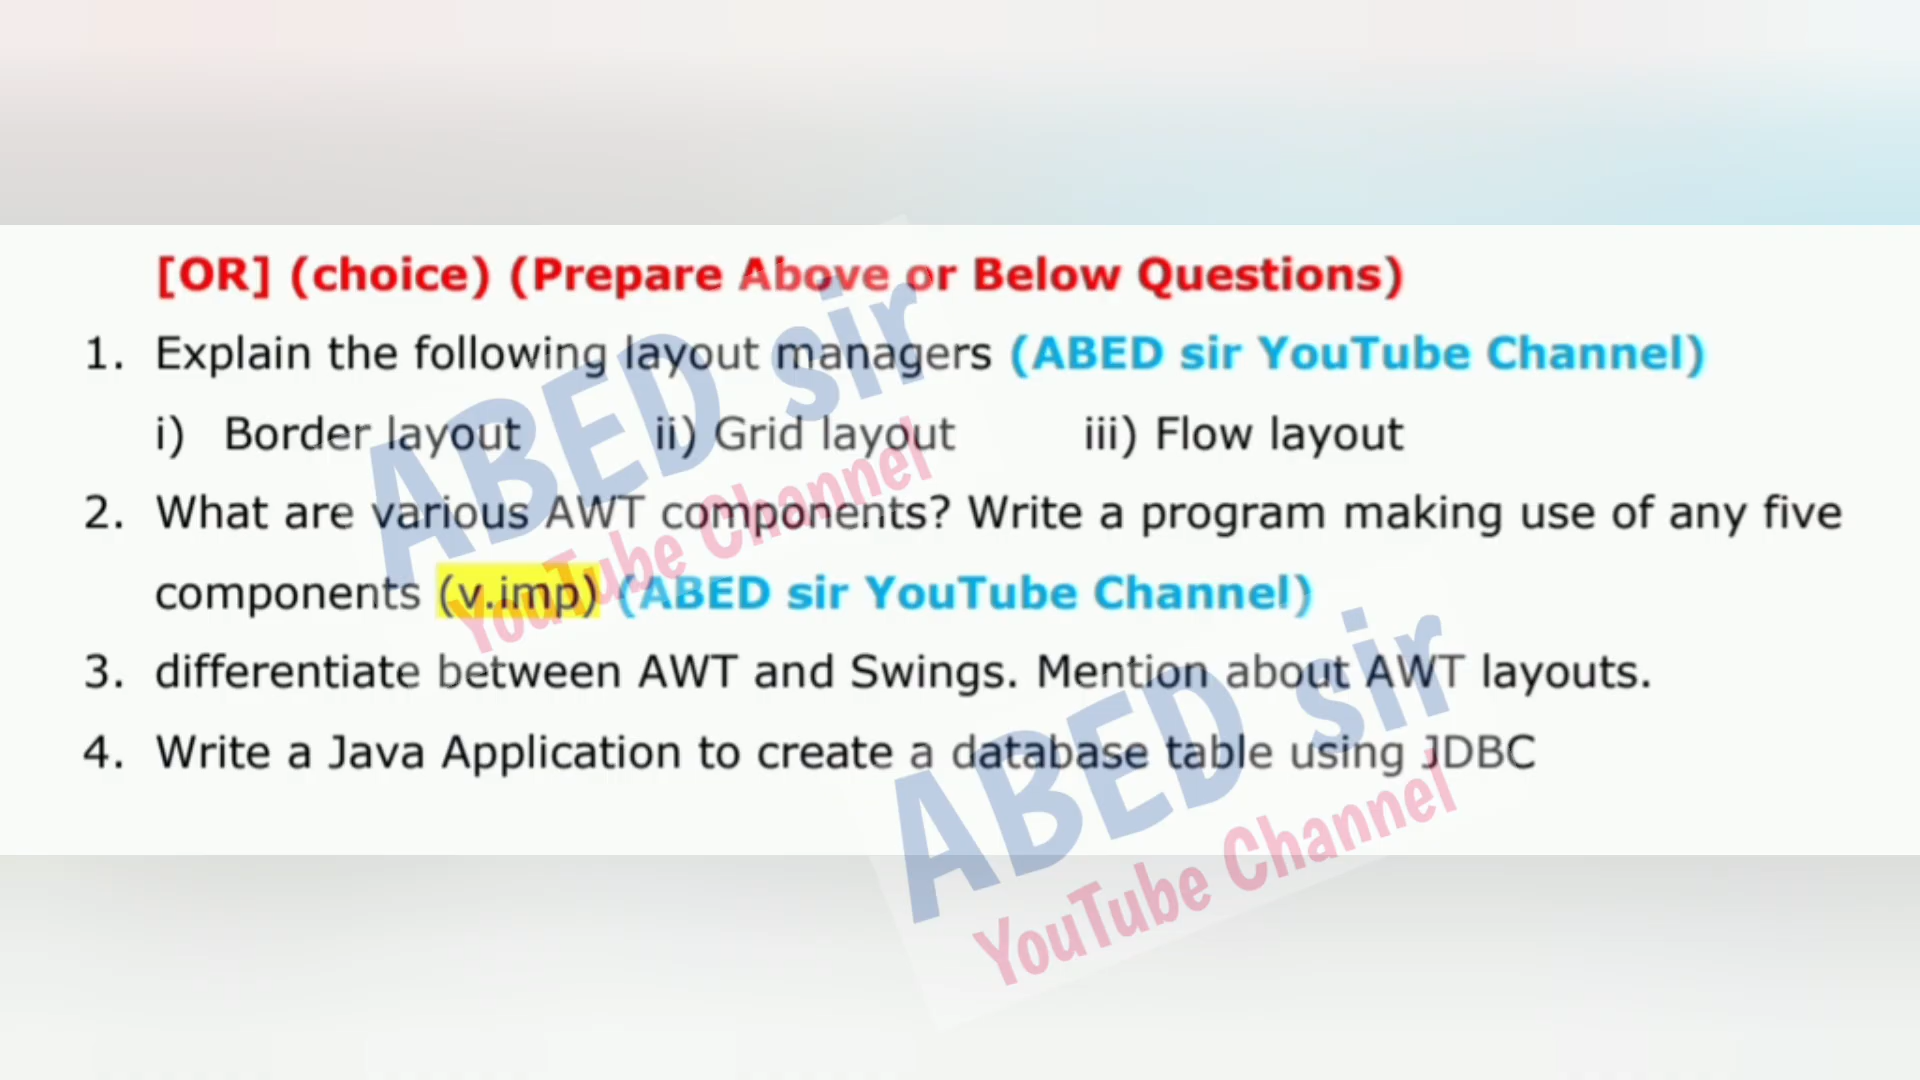 [OR] (choice) (Prepare Above or Below Questions)
1. Explain the following layout managers (ABED sir YouTube Channel)
i) Border layout ii) Grid layout iii) Flow layout
2. What are various AWT components? Write a program making use of any five
components (v.imp) (ABED sir YouTube Channel)
3. differentiate between AWT and Swings. Mention about AWT layouts.
4. Write a Java Application to create a database table using JDBC
ABED sir
YouTube Channel
ABED sir
YouTube Channel